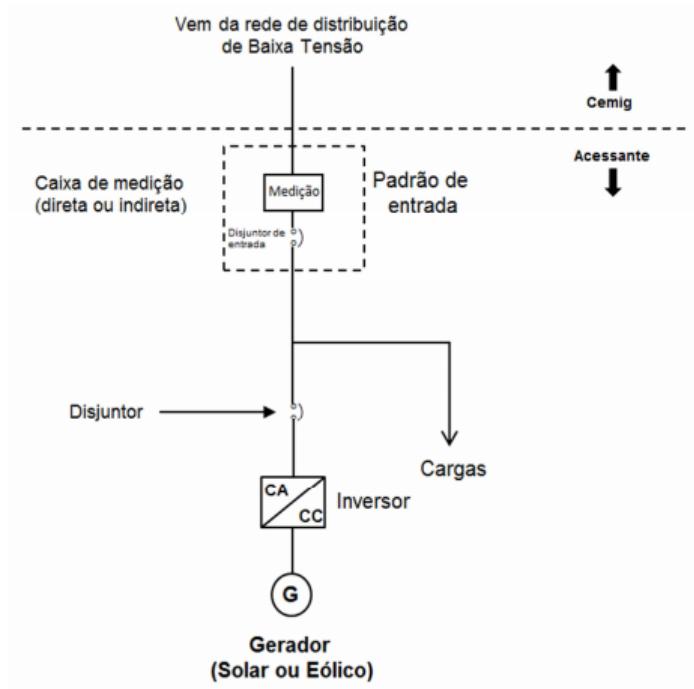 Vem da rede de distribuição
de Baixa Tensão
Cemig
Acessante
Caixa de medição
(direta ou indireta)
Medição
Padrão de
entrada
Disjuntor de
entrada
Disjuntor
Cargas
CA
CC
Inversor
G
Gerador
(Solar ou Eólico)